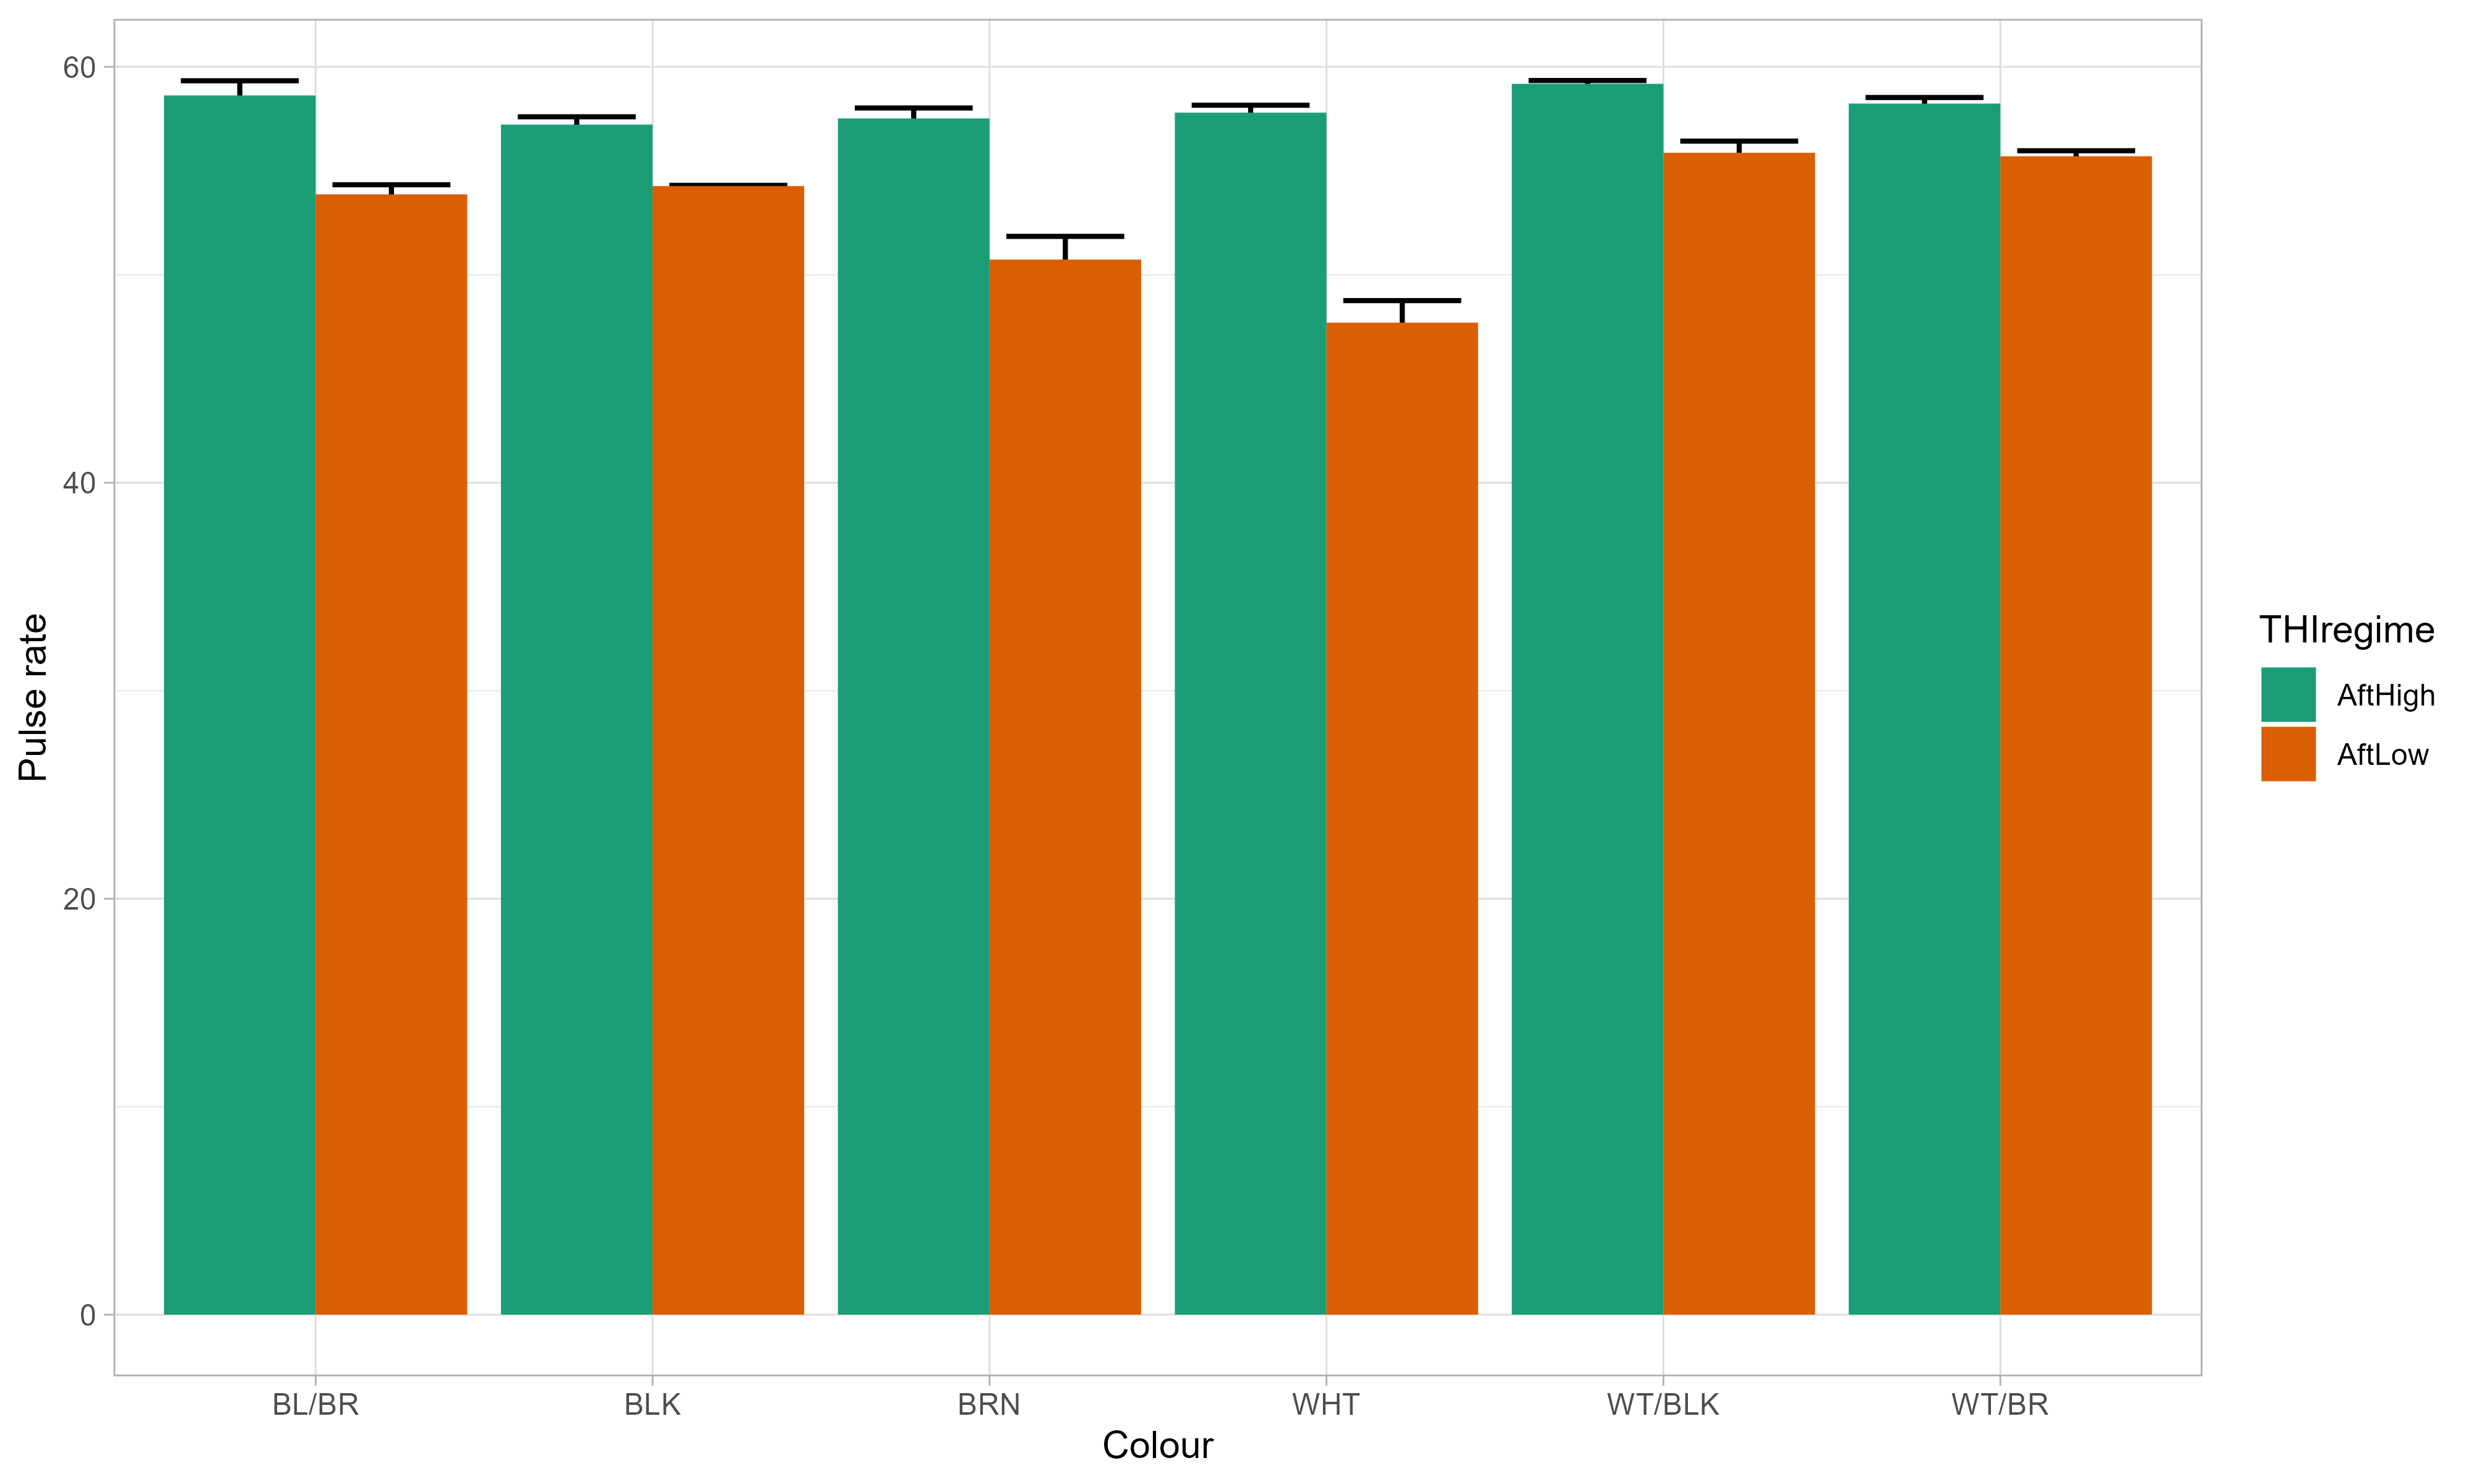 60
40
20
0
Pulse rate
BL/BR
BLK
BRN
WHT
WT/BLK
WT/BR
Colour
THIregime
AftHigh
AftLow